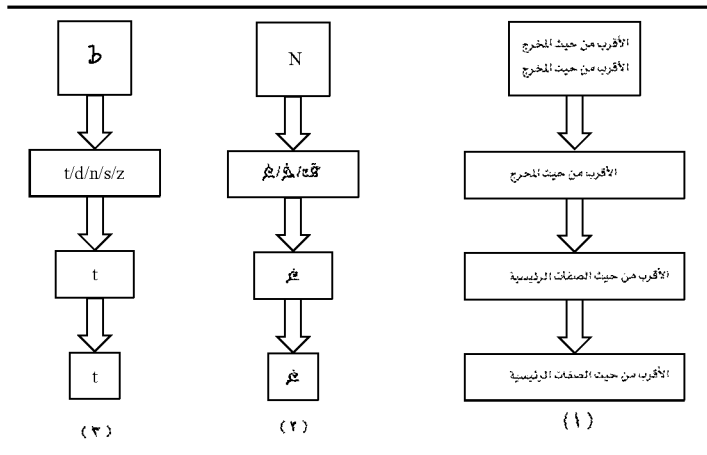 الأقرب من حيث المخرج
الأقرب من حيث المخرج
الأقرب من حيث المخرج
الأقرب من حيث الصفات الرئيسية
الأقرب من حيث الصفات الرئيسية
(١)
N
غ
غ
(٢)
t/d/n/s/z
t
t
(٣)